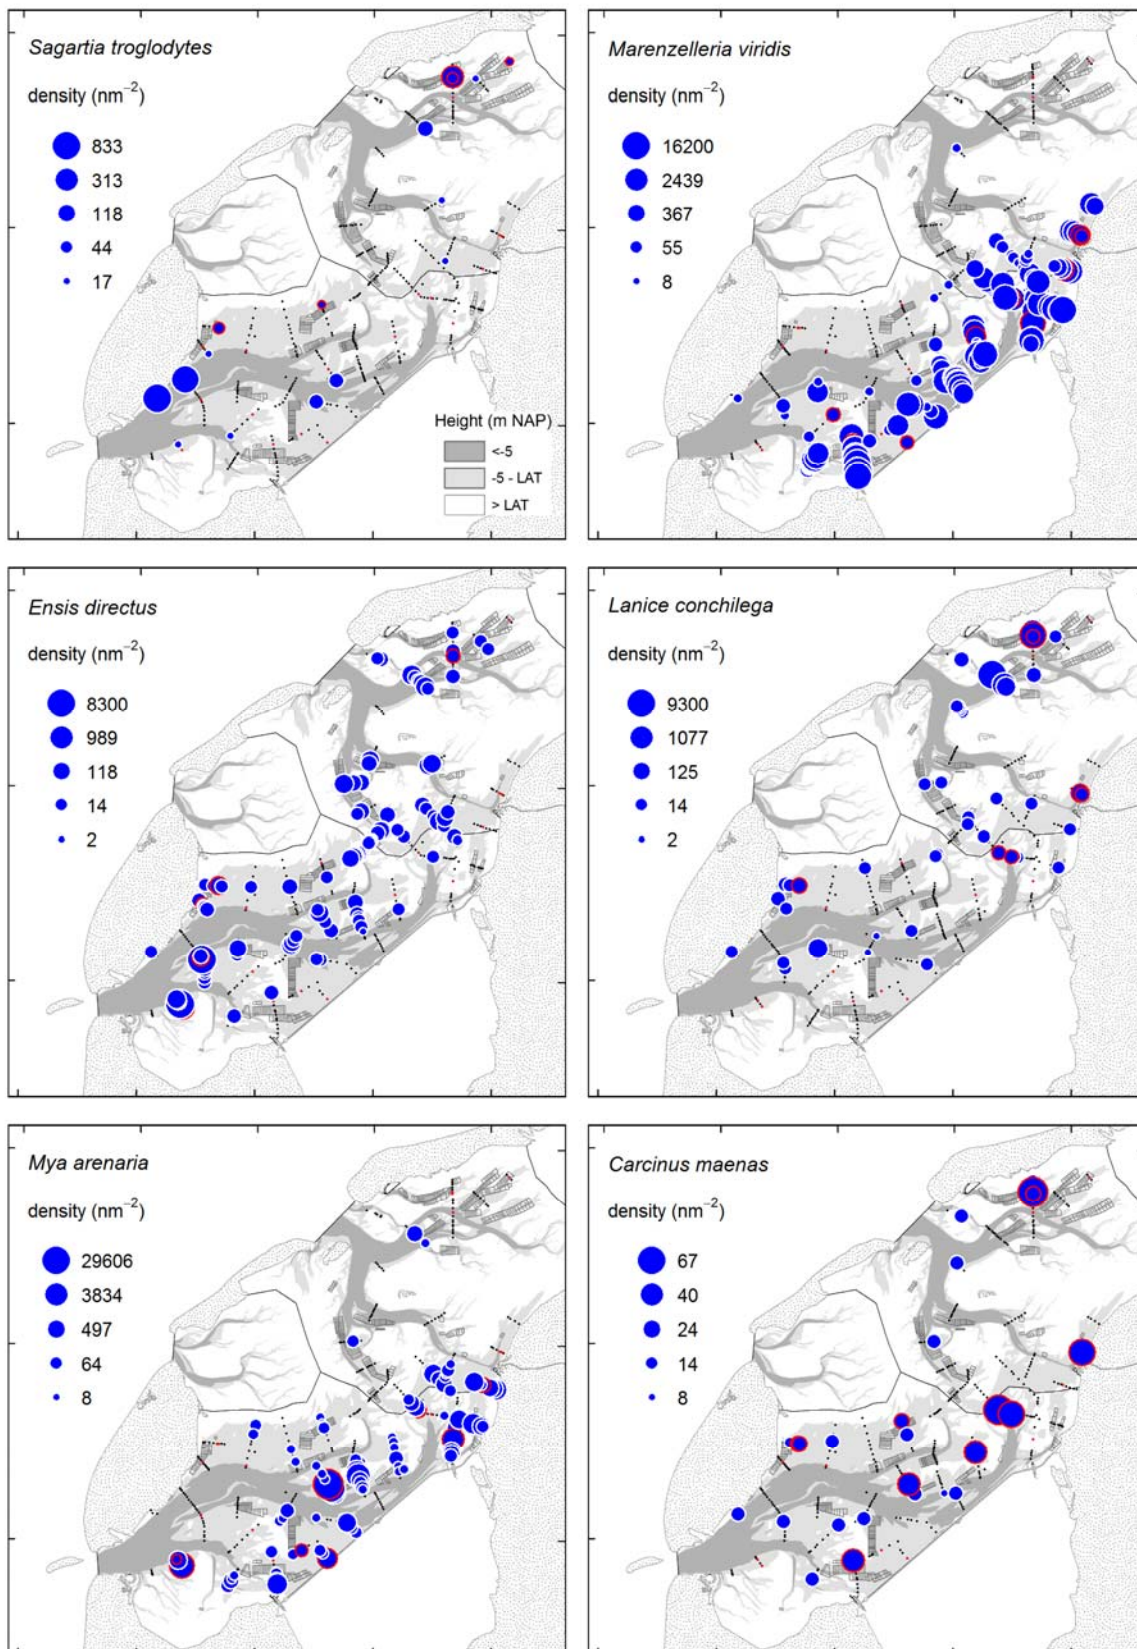 Sagartia troglodytes
density (nm⁻²)
833
313
118
44
17
Height (m NAP)
<-5
-5 - LAT
> LAT
Marenzelleria viridis
density (nm⁻²)
16200
2439
367
55
8
Ensis directus
density (nm⁻²)
8300
989
118
14
2
Lanice conchilega
density (nm⁻²)
9300
1077
125
14
2
Mya arenaria
density (nm⁻²)
29606
3834
497
64
8
Carcinus maenas
density (nm⁻²)
67
40
24
14
8